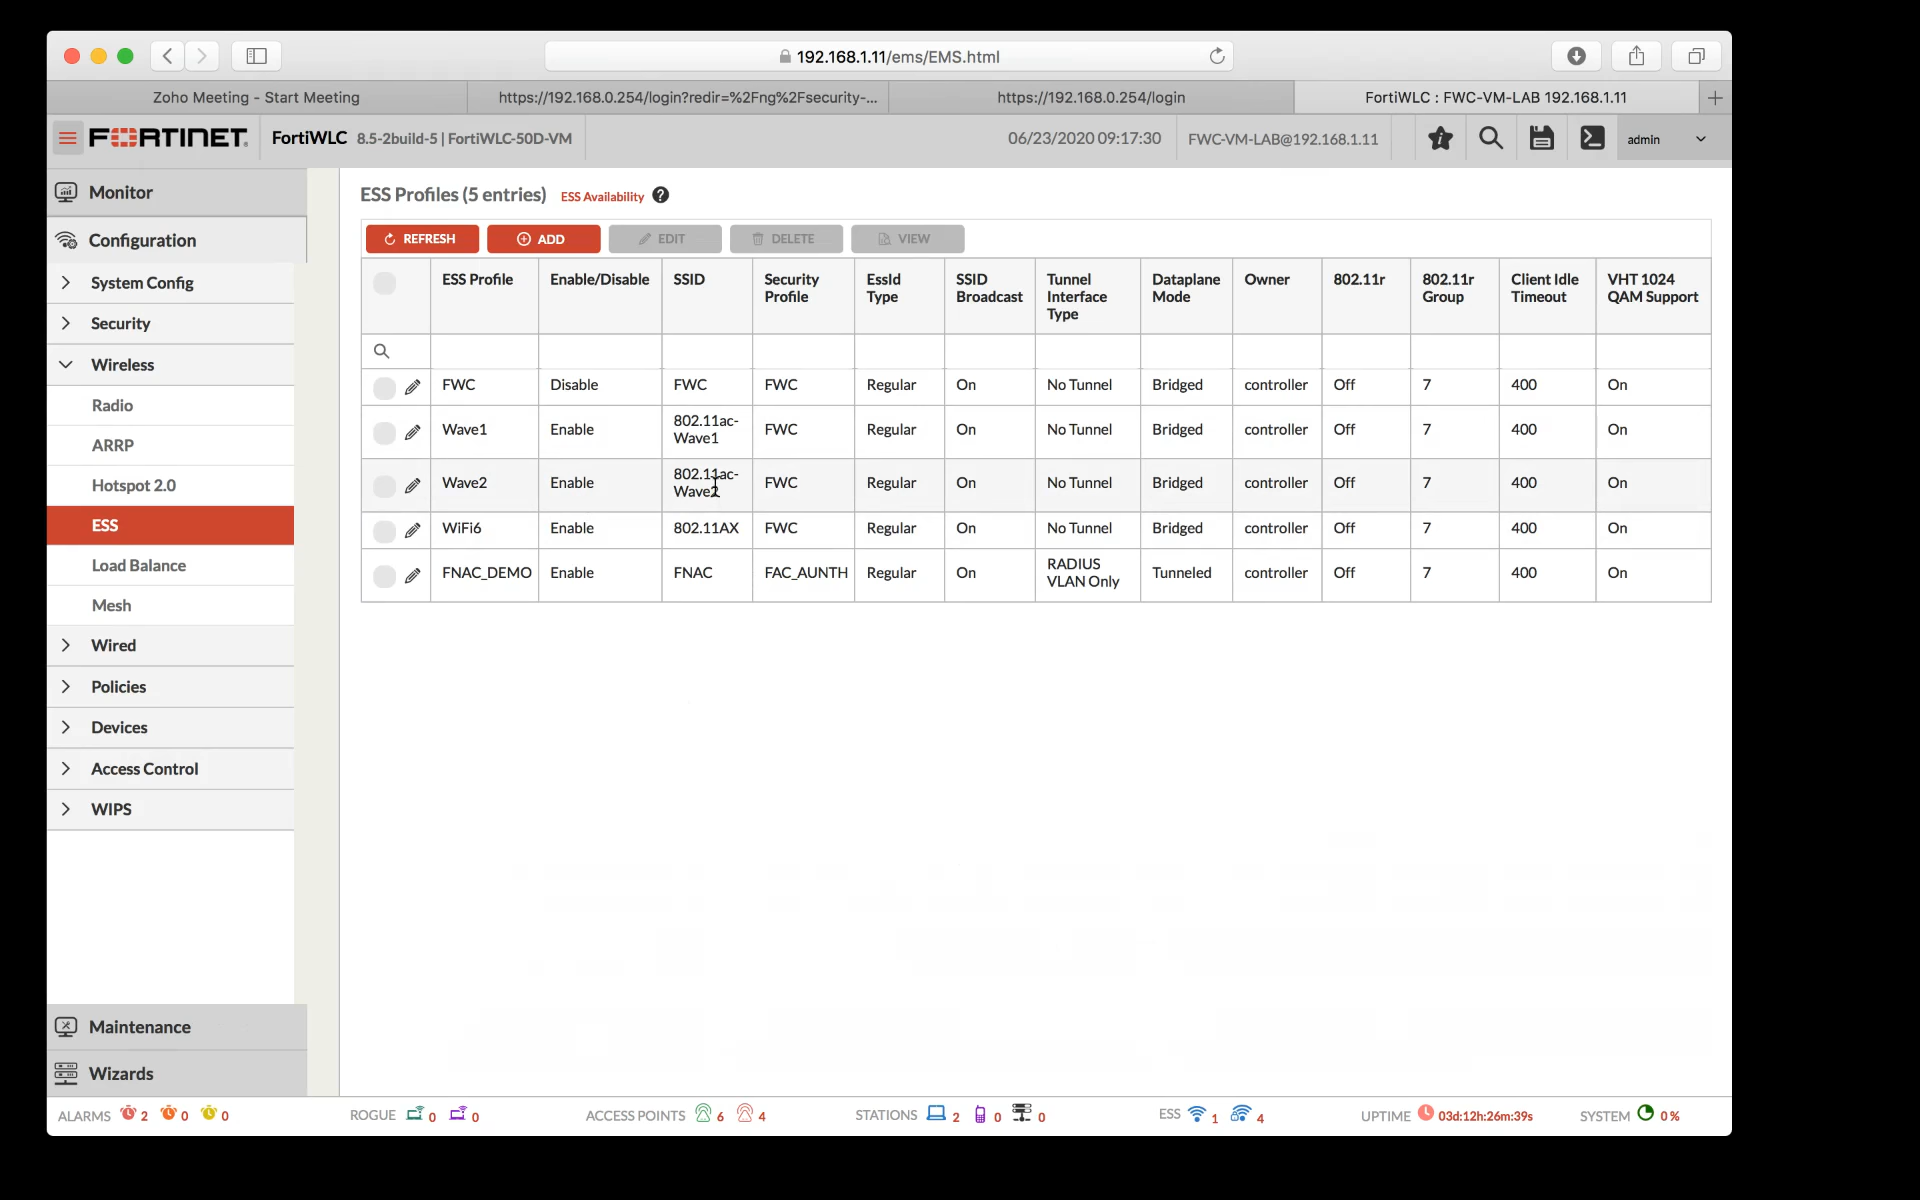 192.168.1.11/ems/EMS.html
Zoho Meeting - Start Meeting
https://192.168.0.254/login?redir=%2Fng%2Fsecurity-...
https://192.168.0.254/login
FortiWLC : FWC-VM-LAB 192.168.1.11
FORTINET
FortiWLC 8.5-2build-5 | FortiWLC-50D-VM
06/23/2020 09:17:30
FWC-VM-LAB@192.168.1.11
admin
Monitor
Configuration
System Config
Security
Wireless
Radio
ARRP
Hotspot 2.0
ESS
Load Balance
Mesh
Wired
Policies
Devices
Access Control
WIPS
Maintenance
Wizards
ESS Profiles (5 entries) ESS Availability ?
REFRESH ADD EDIT DELETE VIEW
ESS Profile Enable/Disable SSID Security Profile EssId Type SSID Broadcast Tunnel Interface Type Dataplane Mode Owner 802.11r 802.11r Group Client Idle Timeout VHT 1024 QAM Support
FWC Disable FWC FWC Regular On No Tunnel Bridged controller Off 7 400 On
Wave1 Enable 802.11ac-Wave1 FWC Regular On No Tunnel Bridged controller Off 7 400 On
Wave2 Enable 802.11ac-Wave2 FWC Regular On No Tunnel Bridged controller Off 7 400 On
WiFi6 Enable 802.11AX FWC Regular On No Tunnel Bridged controller Off 7 400 On
FNAC_DEMO Enable FNAC FAC_AUNTH Regular On RADIUS VLAN Only Tunneled controller Off 7 400 On
ALARMS 2 0 0 ROGUE 0 0 ACCESS POINTS 6 4 STATIONS 2 0 0 ESS 1 4 UPTIME 03d:12h:26m:39s SYSTEM 0 %